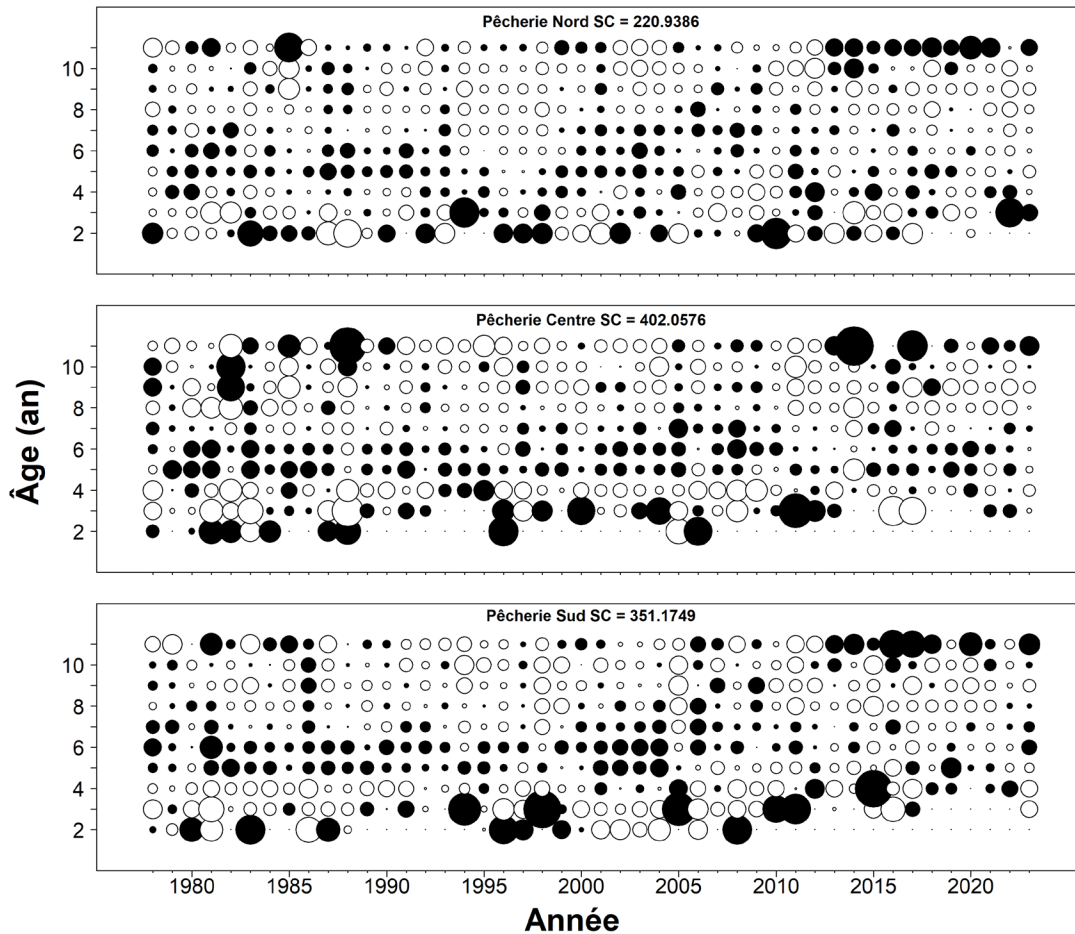 Pêcherie Nord SC = 220.9386
10
8
6
4
2
Pêcherie Centre SC = 402.0576
10
8
6
4
2
Âge (an)
Pêcherie Sud SC = 351.1749
10
8
6
4
2
1980 1985 1990 1995 2000 2005 2010 2015 2020
Année